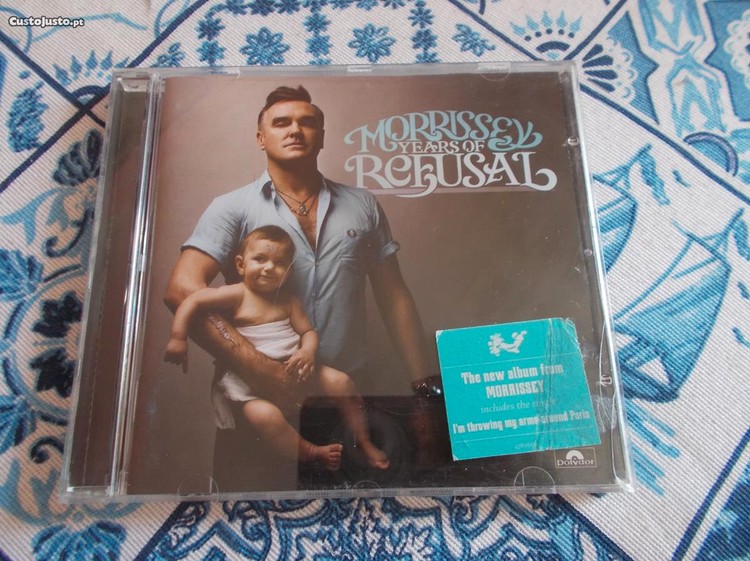 CustoJusto.pt
MORRISSEY
YEARS OF
REFUSAL
The new album from
MORRISSEY
includes the
I'm throwing my arms around Paris
Polydor